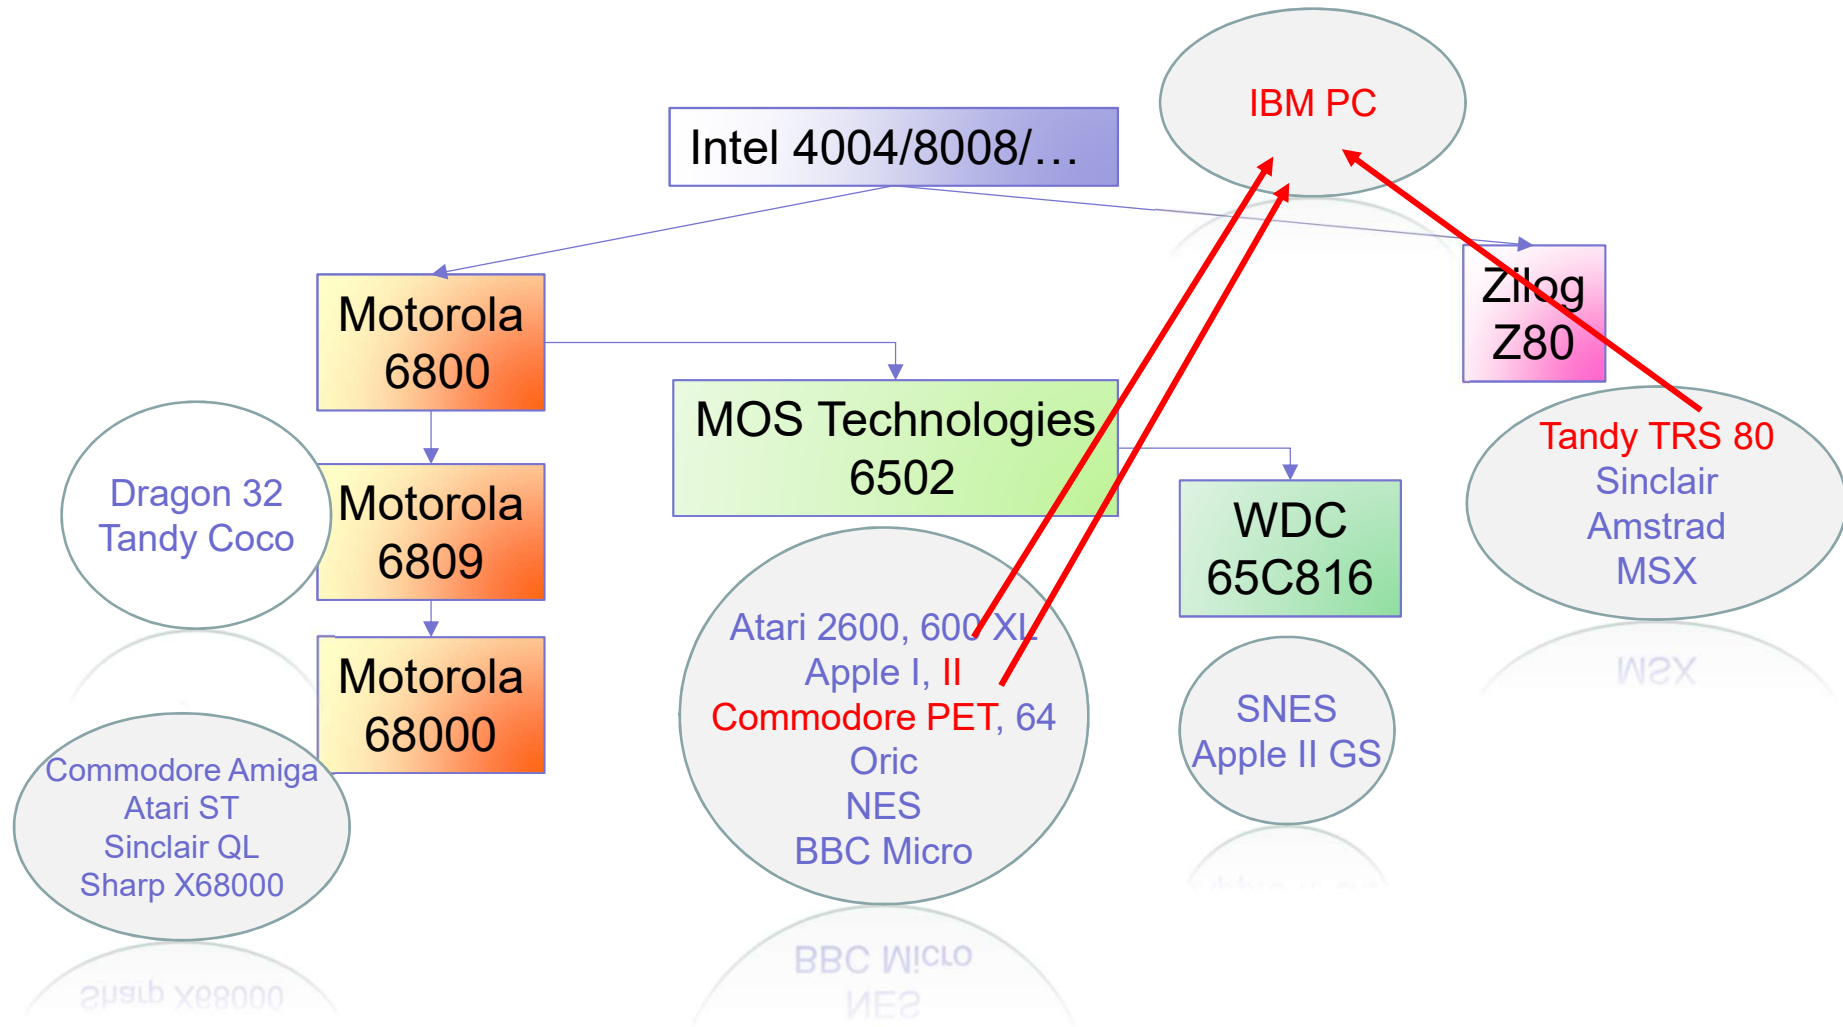 IBM PC
Intel 4004/8008/…
Zilog
Z80
Motorola
6800
MOS Technologies
6502
Tandy TRS 80
Sinclair
Amstrad
MSX
Dragon 32
Tandy Coco
Motorola
6809
WDC
65C816
Atari 2600, 600 XL
Apple I, II
Commodore PET, 64
Oric
NES
BBC Micro
Motorola
68000
SNES
Apple II GS
Commodore Amiga
Atari ST
Sinclair QL
Sharp X68000